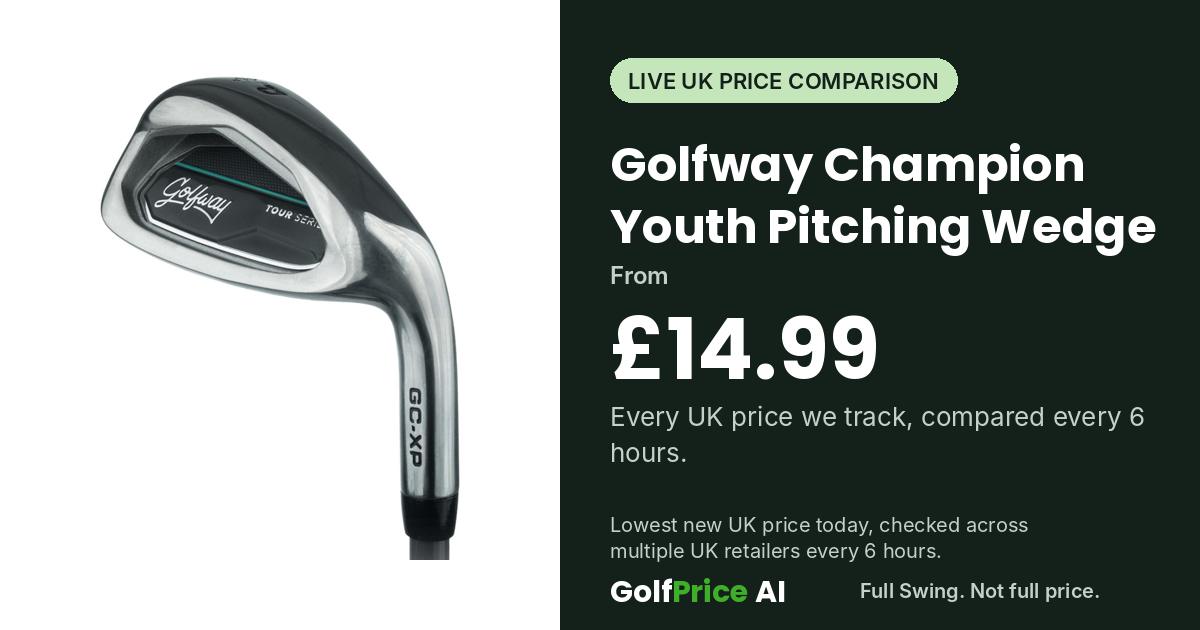 Golfway
TOUR SERIE
GC-XP
LIVE UK PRICE COMPARISON
Golfway Champion
Youth Pitching Wedge
From
£14.99
Every UK price we track, compared every 6
hours.
Lowest new UK price today, checked across
multiple UK retailers every 6 hours.
GolfPrice AI
Full Swing. Not full price.